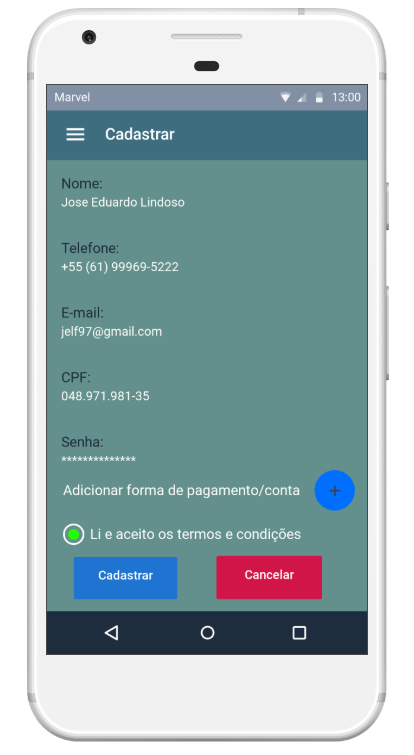 Marvel 13:00
Cadastrar
Nome:
Jose Eduardo Lindoso
Telefone:
+55 (61) 99969-5222
E-mail:
jelf97@gmail.com
CPF:
048.971.981-35
Senha:
**************
Adicionar forma de pagamento/conta +
Li e aceito os termos e condições
Cadastrar Cancelar